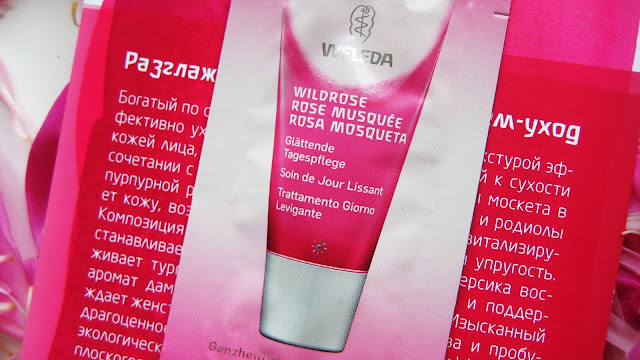 Разглаж
Богатый по с
фективно ух
кожей лица,
сочетании с
пурпурной р
ет кожу, воз
Композиция
станавливае
живает тург
аромат дам
ждает женст
драгоценно
экологическ
плоского
WELEDA
WILDROSE
ROSE MUSQUÉE
ROSA MOSQUETA
Glättende
Tagespflege
Soin de Jour Lissant
Trattamento Giorno
Levigante
ом-уход
кстурой эф-
й к сухости
ы москета в
и родиолы
витализиру-
упругость.
ерсика вос-
и поддер-
Изысканный
ва и пробу-